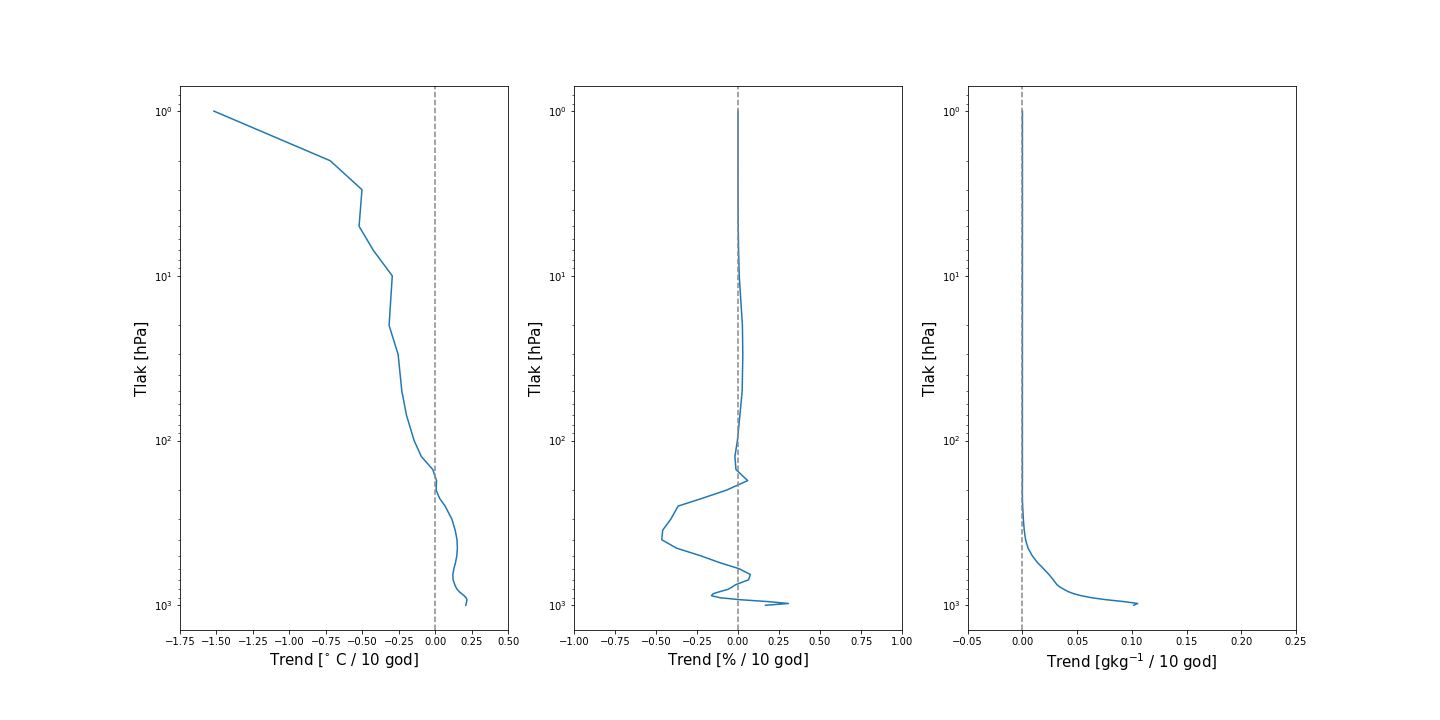 10⁰
10¹
10²
10³
Tlak [hPa]
−1.75 −1.50 −1.25 −1.00 −0.75 −0.50 −0.25 0.00 0.25 0.50
Trend [° C / 10 god]
10⁰
10¹
10²
10³
Tlak [hPa]
−1.00 −0.75 −0.50 −0.25 0.00 0.25 0.50 0.75 1.00
Trend [% / 10 god]
10⁰
10¹
10²
10³
Tlak [hPa]
−0.05 0.00 0.05 0.10 0.15 0.20 0.25
Trend [gkg⁻¹ / 10 god]